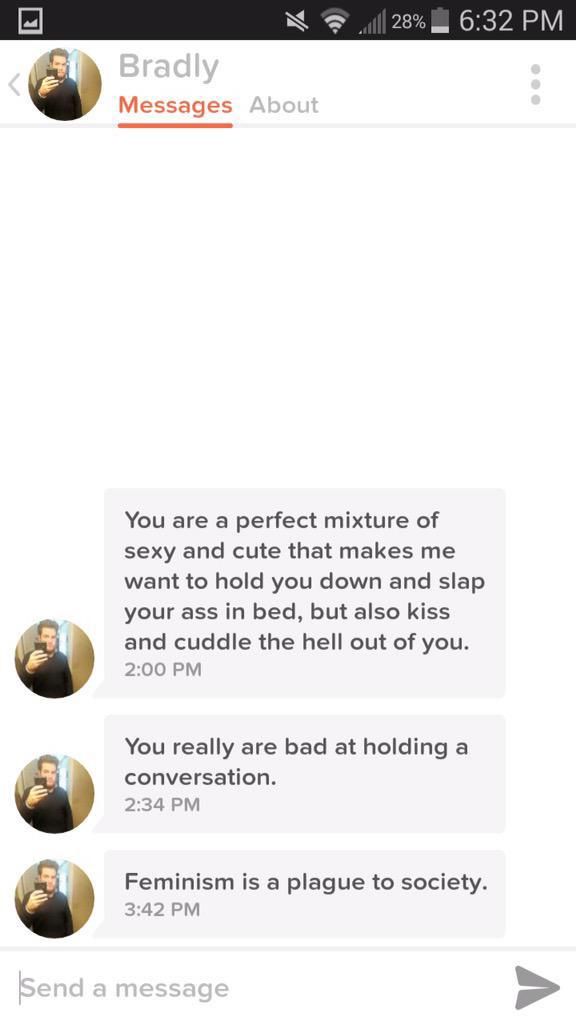 28% 6:32 PM
Bradly
Messages About
You are a perfect mixture of
sexy and cute that makes me
want to hold you down and slap
your ass in bed, but also kiss
and cuddle the hell out of you.
2:00 PM
You really are bad at holding a
conversation.
2:34 PM
Feminism is a plague to society.
3:42 PM
Send a message